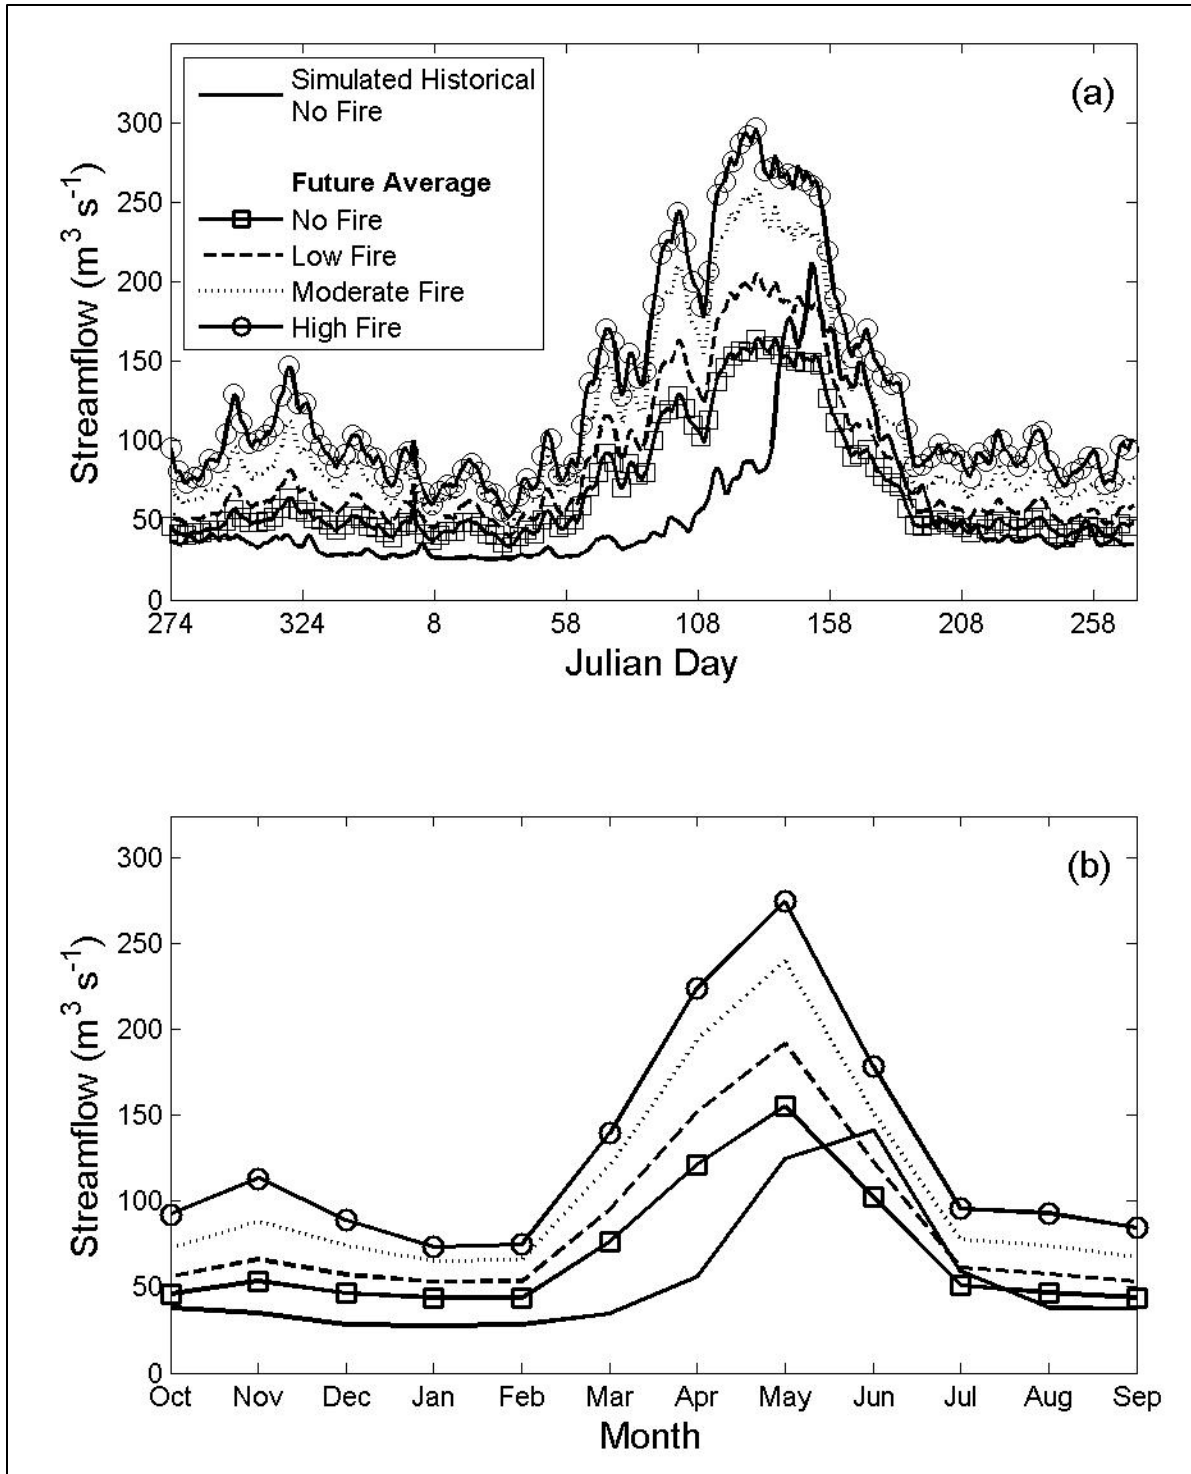 (a)
Simulated Historical
No Fire
Future Average
No Fire
Low Fire
Moderate Fire
High Fire
Streamflow (m³ s⁻¹)
300
250
200
150
100
50
0
274 324 8 58 108 158 208 258
Julian Day
(b)
Streamflow (m³ s⁻¹)
300
250
200
150
100
50
0
Oct Nov Dec Jan Feb Mar Apr May Jun Jul Aug Sep
Month